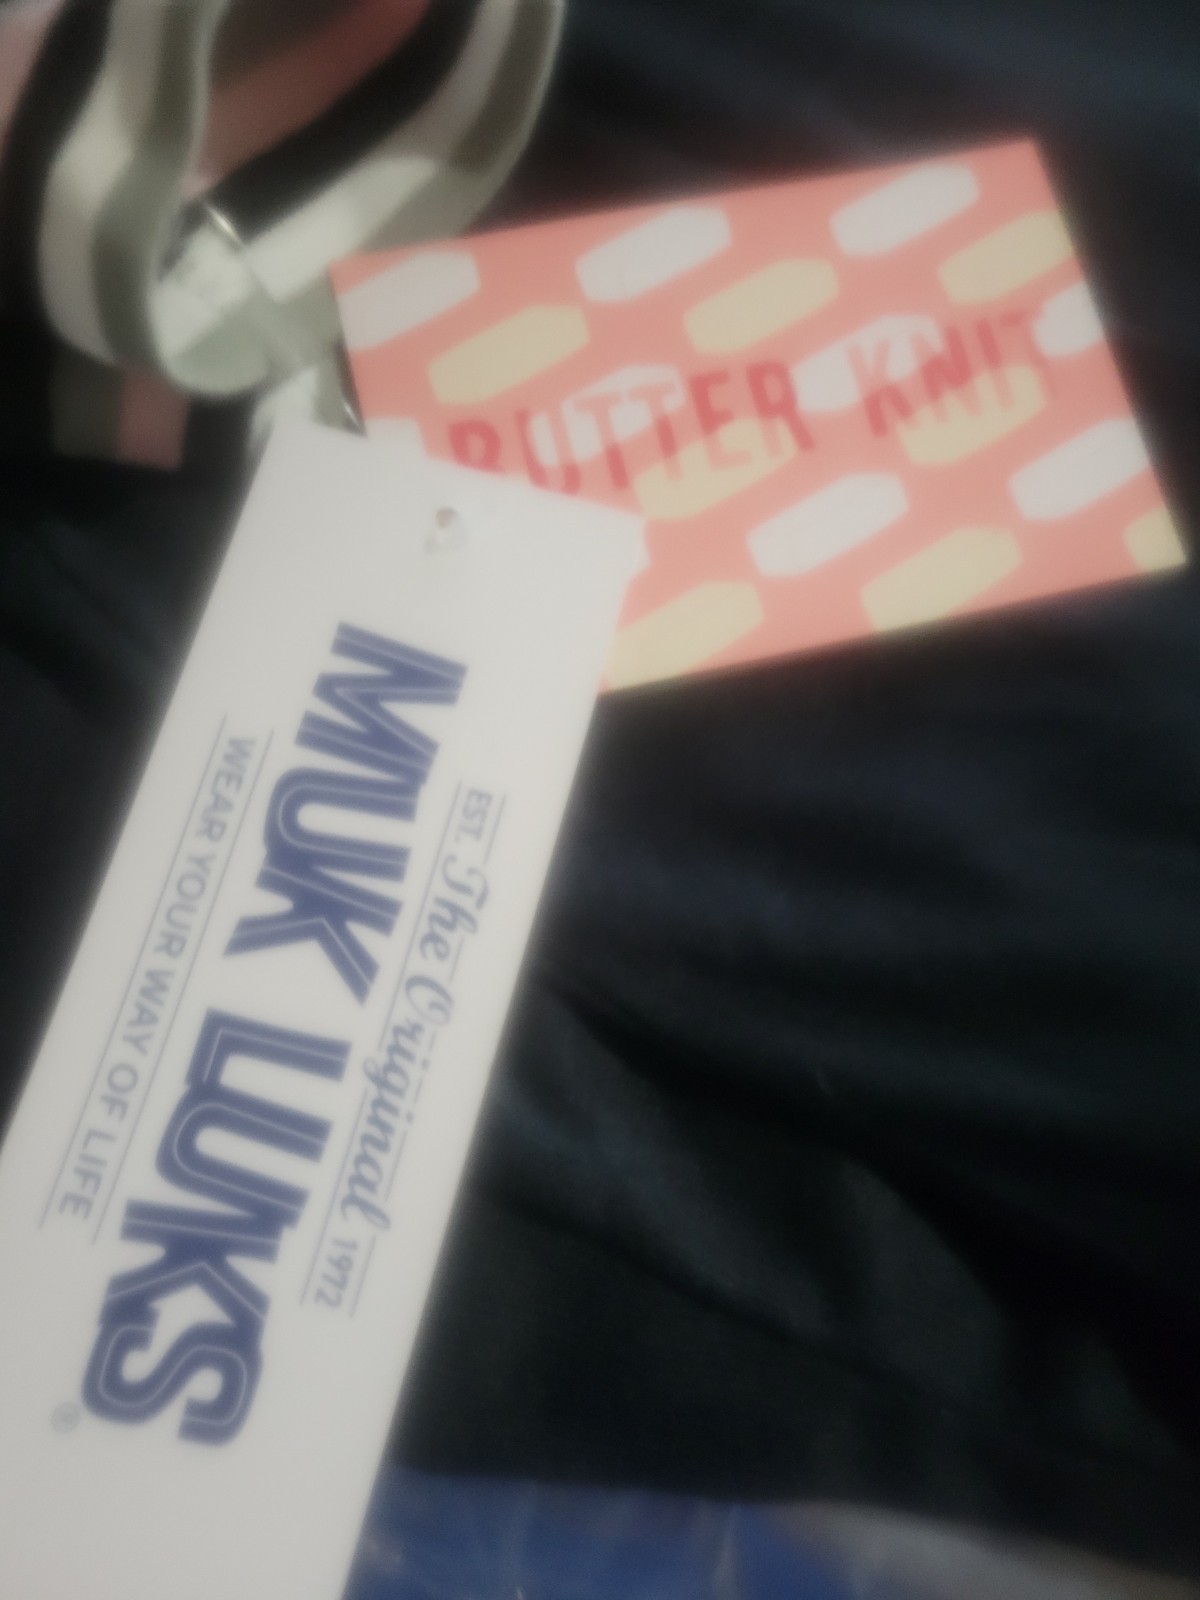 BUTTER KNIT
EST. The Original 1972
MUK LUKS®
WEAR YOUR WAY OF LIFE